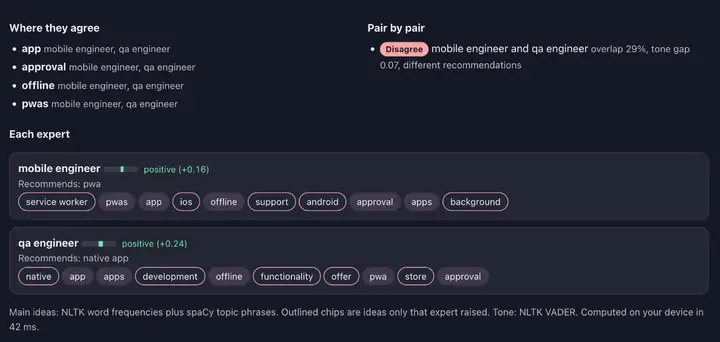 Where they agree
• app mobile engineer, qa engineer
• approval mobile engineer, qa engineer
• offline mobile engineer, qa engineer
• pwas mobile engineer, qa engineer
Pair by pair
• Disagree mobile engineer and qa engineer overlap 29%, tone gap
0.07, different recommendations
Each expert
mobile engineer positive (+0.16)
Recommends: pwa
service worker pwas app ios offline support android approval apps background
qa engineer positive (+0.24)
Recommends: native app
native app apps development offline functionality offer pwa store approval
Main ideas: NLTK word frequencies plus spaCy topic phrases. Outlined chips are ideas only that expert raised. Tone: NLTK VADER. Computed on your device in
42 ms.